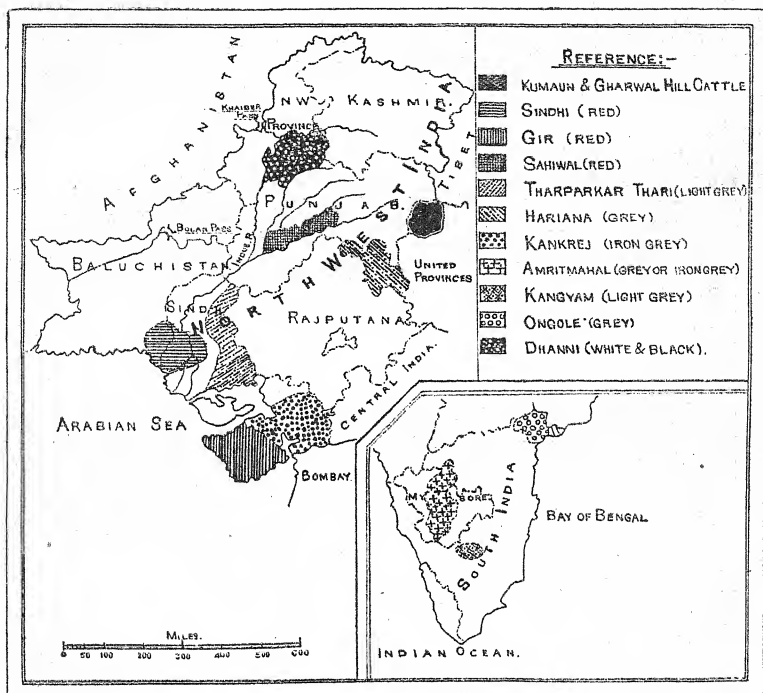 REFERENCE:-
KUMAUN & GHARWAL HILL CATTLE
SINDHI (RED)
GIR (RED)
SAHIWAL (RED)
THARPARKAR THARI (LIGHT GREY)
HARIANA (GREY)
KANKREJ (IRON GREY)
AMRITMAHAL (GREY OR IRON GREY)
KANGYAM (LIGHT GREY)
ONGOLE (GREY)
DHANNI (WHITE & BLACK).
AFGHANISTAN
KHAIBER PASS
N W PROVINCE
KASHMIR
TIBET
PUNJAB
BOLAN PASS
INDUS R.
BALUCHISTAN
SINDH
NORTH WEST INDIA
UNITED PROVINCES
RAJPUTANA
CENTRAL INDIA.
ARABIAN SEA
BOMBAY.
MILES.
0 50 100 200 300 400 500 600
MYSORE
SOUTH INDIA
BAY OF BENGAL
INDIAN OCEAN.